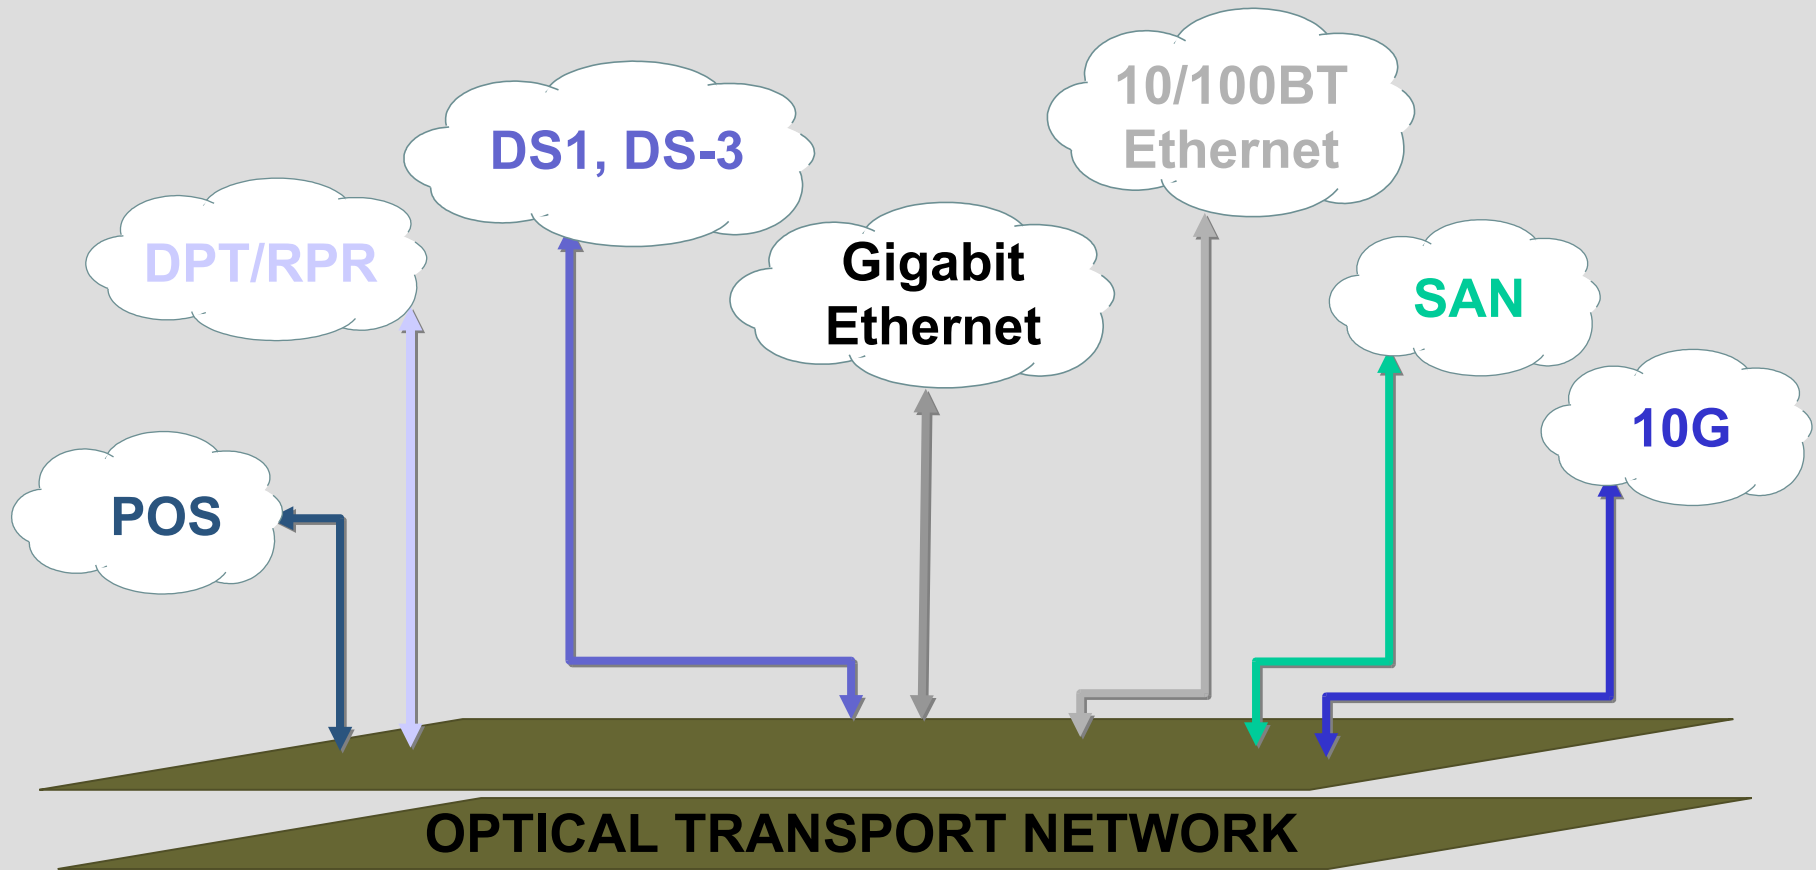 10/100BT
Ethernet
DS1, DS-3
DPT/RPR
Gigabit
Ethernet
SAN
10G
POS
OPTICAL TRANSPORT NETWORK